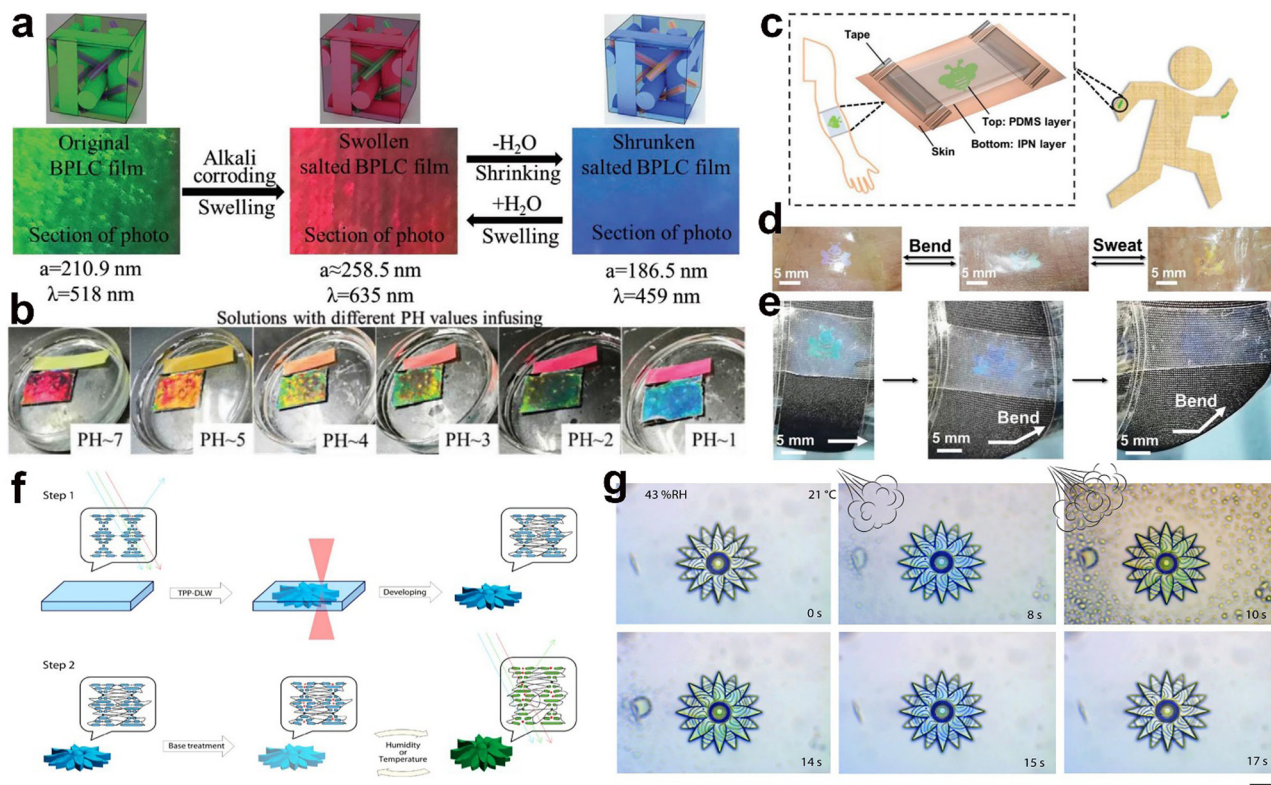 a
Original
BPLC film
Section of photo
a=210.9 nm
λ=518 nm
Alkali
corroding
Swelling
Swollen
salted BPLC film
Section of photo
a≈258.5 nm
λ=635 nm
-H₂O
Shrinking
+H₂O
Swelling
Shrunken
salted BPLC film
Section of photo
a=186.5 nm
λ=459 nm
b
Solutions with different PH values infusing
PH~7
PH~5
PH~4
PH~3
PH~2
PH~1
c
Tape
Skin
Top: PDMS layer
Bottom: IPN layer
d
5 mm
Bend
5 mm
Sweat
5 mm
e
5 mm
Bend
5 mm
Bend
5 mm
f
Step 1
TPP-DLW
Developing
Step 2
Base treatment
Humidity
or
Temperature
g
43 %RH
21 °C
0 s
8 s
10 s
14 s
15 s
17 s